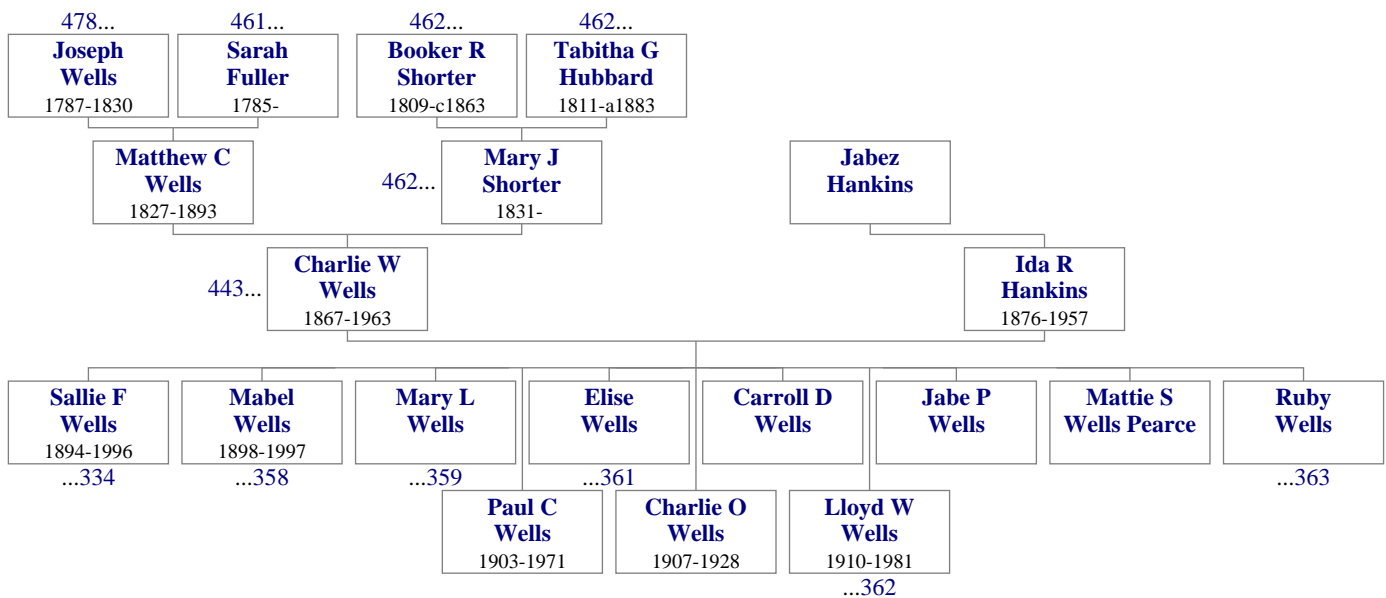 478... 461... 462... 462...
Joseph Sarah Booker R Tabitha G
Wells Fuller Shorter Hubbard
1787-1830 1785- 1809-c1863 1811-a1883
Matthew C Mary J Jabez
Wells 462... Shorter Hankins
1827-1893 1831-
Charlie W Ida R
443... Wells Hankins
1867-1963 1876-1957
Sallie F Mabel Mary L Elise Carroll D Jabe P Mattie S Ruby
Wells Wells Wells Wells Wells Wells Wells Pearce Wells
1894-1996 1898-1997
...334 ...358 ...359 ...361 ...363
Paul C Charlie O Lloyd W
Wells Wells Wells
1903-1971 1907-1928 1910-1981
...362